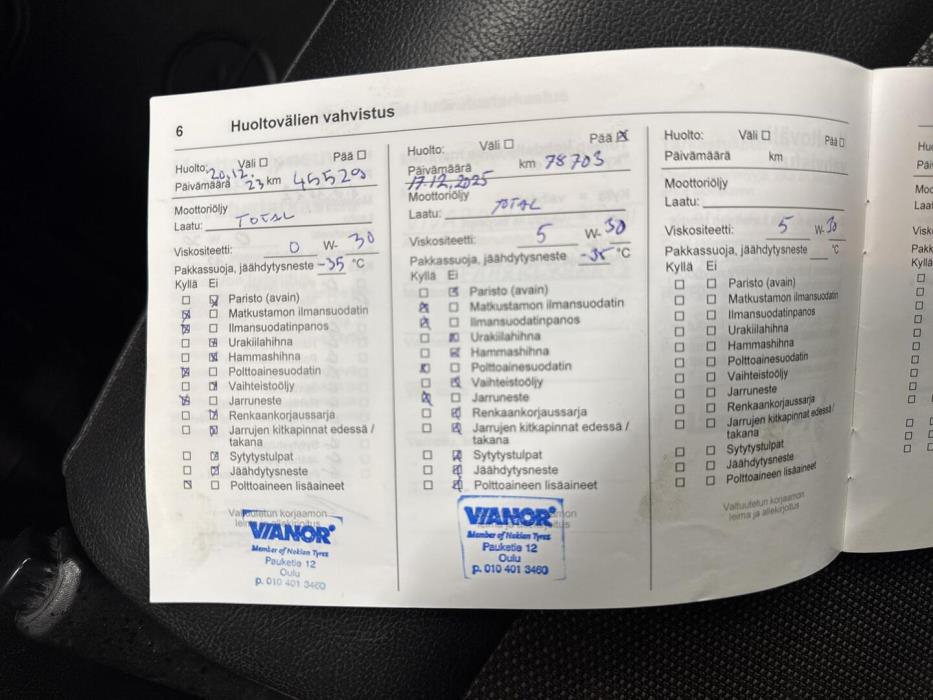 6 Huoltovälien vahvistus
Huolto: Väli Pää
20,12,
Päivämäärä 23 km 45529
Moottoriöljy
Laatu: TOTAL
Viskositeetti: 0 W- 30
Pakkassuoja, jäähdytysneste -35 °C
Kyllä Ei
Paristo (avain)
Matkustamon ilmansuodatin
Ilmansuodatinpanos
Urakiilahihna
Hammashihna
Polttoainesuodatin
Vaihteistoöljy
Jarruneste
Renkaankorjaussarja
Jarrujen kitkapinnat edessä /
takana
Sytytystulpat
Jäähdytysneste
Polttoaineen lisäaineet
Valtuutetun korjaamon
leima ja allekirjoitus
VIANOR
Member of Nokian Tyres
Pauketie 12
Oulu
p. 010 401 3460
Huolto: Väli Pää X
Päivämäärä km 78703
17.12.2025
Moottoriöljy
Laatu: TOTAL
Viskositeetti: 5 W- 30
Pakkassuoja, jäähdytysneste -35 °C
Kyllä Ei
Paristo (avain)
Matkustamon ilmansuodatin
Ilmansuodatinpanos
Urakiilahihna
Hammashihna
Polttoainesuodatin
Vaihteistoöljy
Jarruneste
Renkaankorjaussarja
Jarrujen kitkapinnat edessä /
takana
Sytytystulpat
Jäähdytysneste
Polttoaineen lisäaineet
VIANOR
Member of Nokian Tyres
Pauketie 12
Oulu
p. 010 401 3460
Huolto: Väli Pää
Päivämäärä km
Moottoriöljy
Laatu:
Viskositeetti: 5 W- 30
Pakkassuoja, jäähdytysneste °C
Kyllä Ei
Paristo (avain)
Matkustamon ilmansuodatin
Ilmansuodatinpanos
Urakiilahihna
Hammashihna
Polttoainesuodatin
Vaihteistoöljy
Jarruneste
Renkaankorjaussarja
Jarrujen kitkapinnat edessä /
takana
Sytytystulpat
Jäähdytysneste
Polttoaineen lisäaineet
Valtuutetun korjaamon
leima ja allekirjoitus